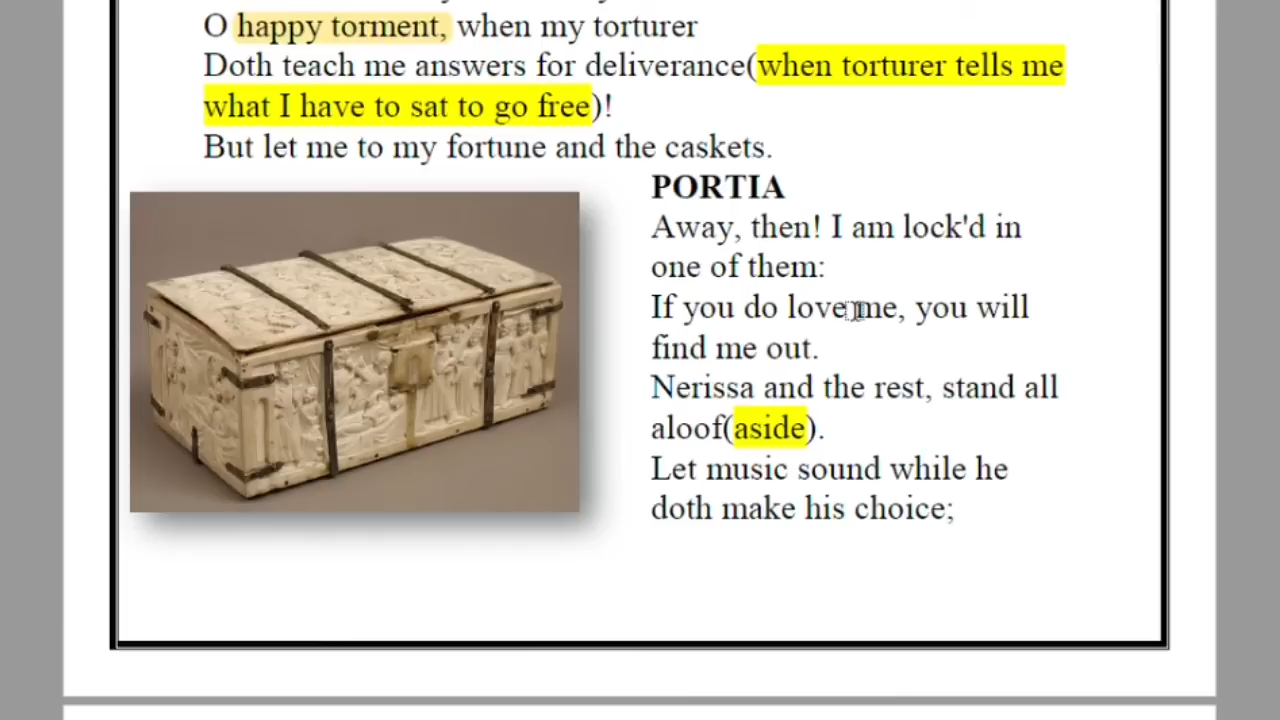 O happy torment, when my torturer
Doth teach me answers for deliverance(when torturer tells me
what I have to sat to go free)!
But let me to my fortune and the caskets.
PORTIA
Away, then! I am lock'd in
one of them:
If you do love me, you will
find me out.
Nerissa and the rest, stand all
aloof(aside).
Let music sound while he
doth make his choice;